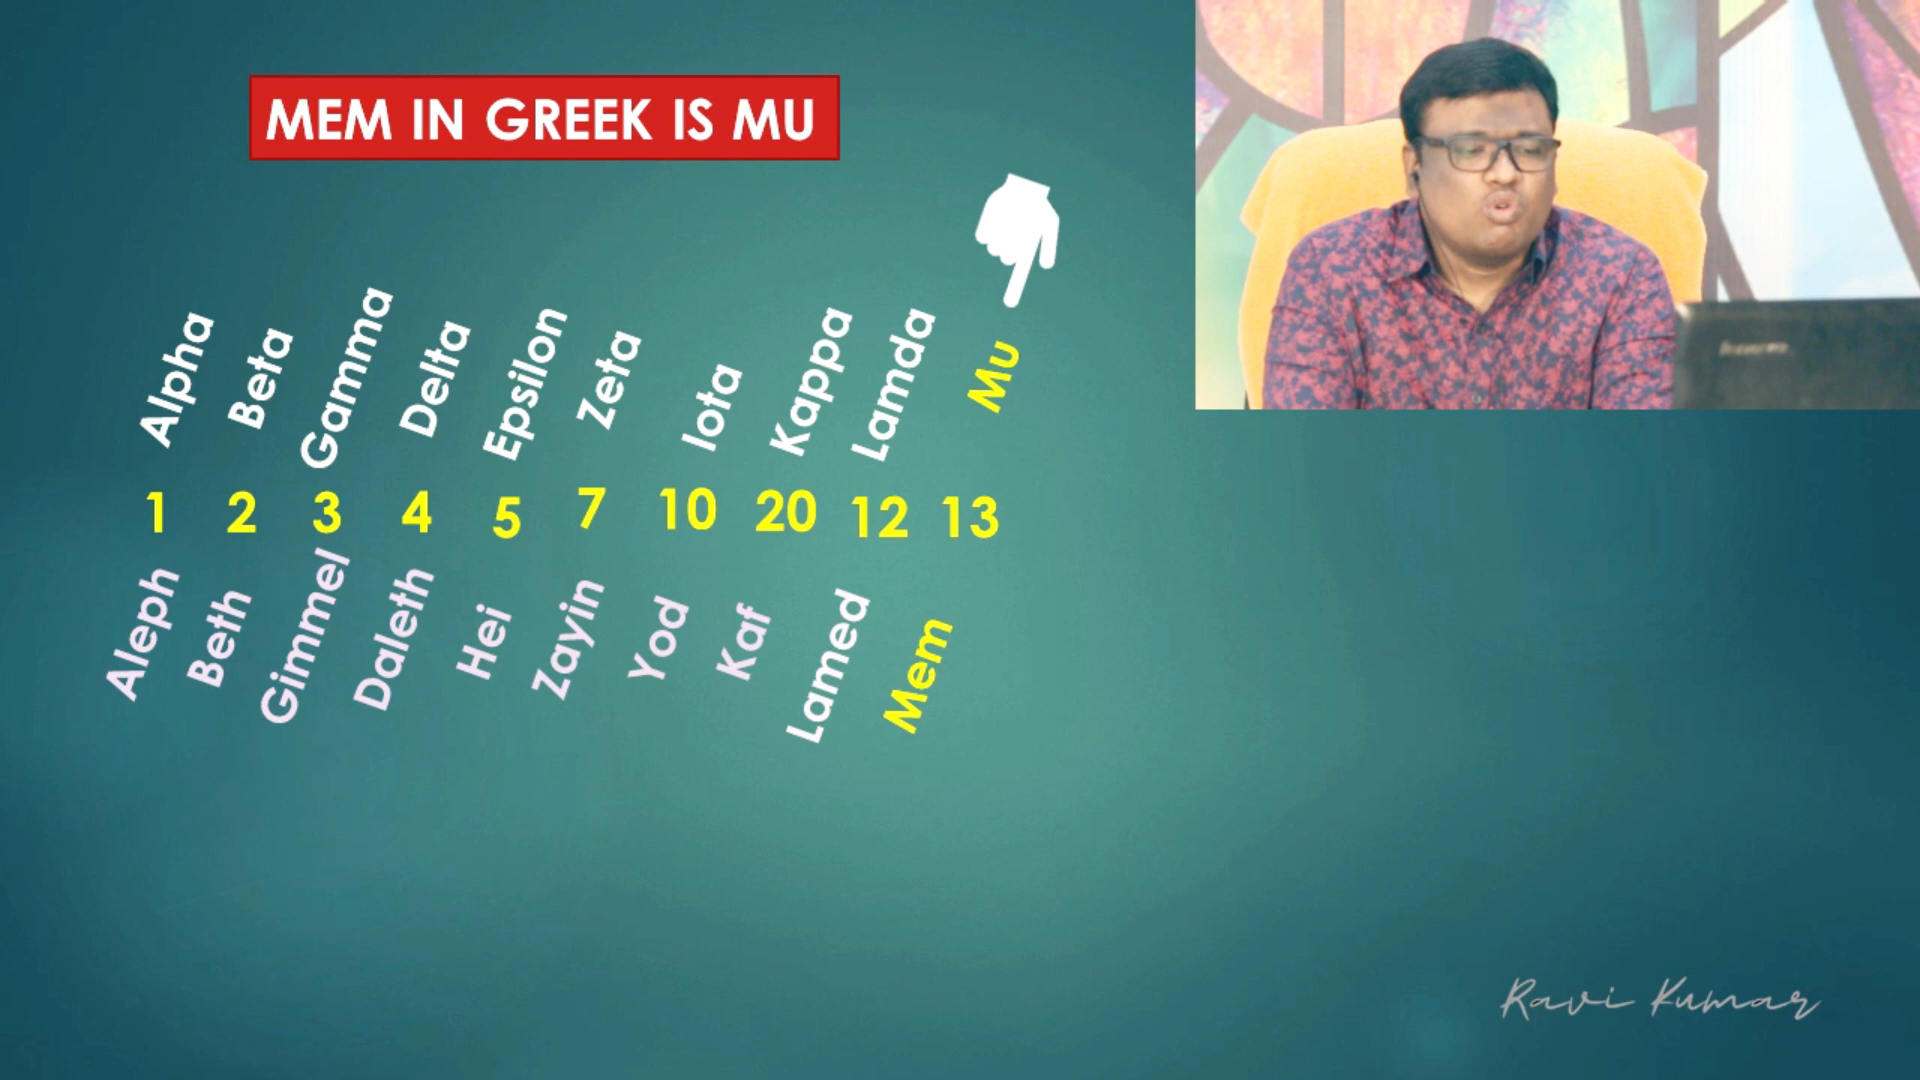 MEM IN GREEK IS MU
Alpha Beta Gamma Delta Epsilon Zeta Iota Kappa Lamda Mu
1 2 3 4 5 7 10 20 12 13
Aleph Beth Gimmel Daleth Hei Zayin Yod Kaf Lamed Mem
Ravi Kumar